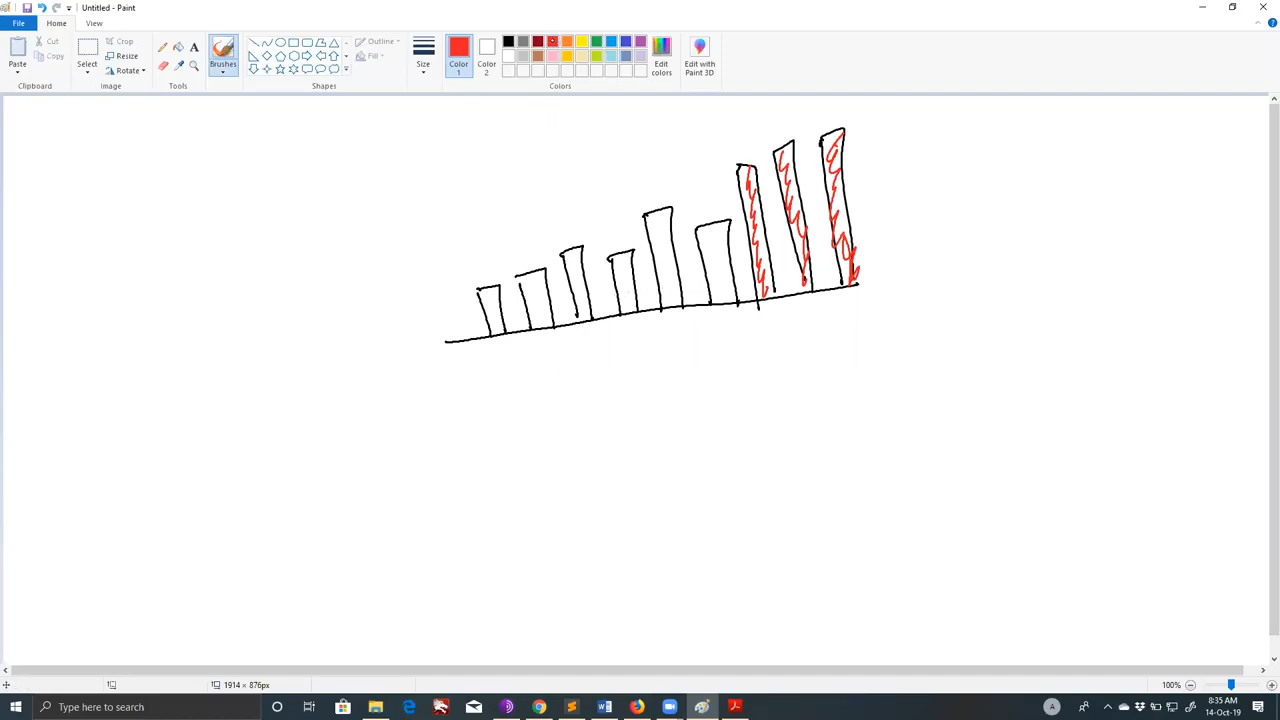 Untitled - Paint
File Home View
Paste Cut Copy Clipboard
Select Crop Resize Rotate Image
Tools
Brushes
Outline Fill Shapes
Size
Color 1 Color 2 Edit colors Colors
Edit with Paint 3D
1914 × 876px 100%
Type here to search
A
8:35 AM
14-Oct-19